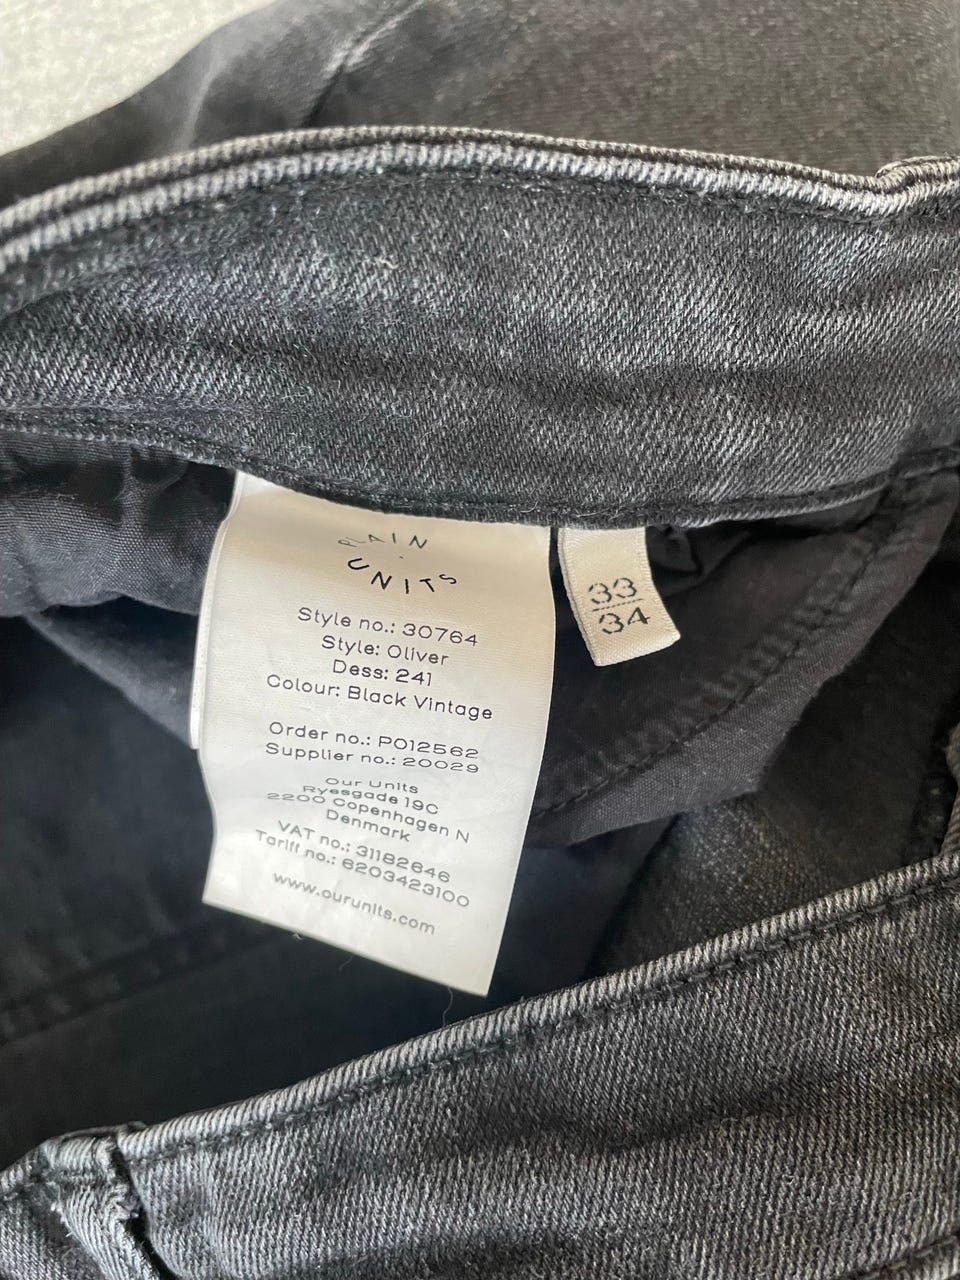 PLAIN
UNITS
Style no.: 30764
Style: Oliver
Dess: 241
Colour: Black Vintage
Order no.: PO12562
Supplier no.: 20029
Our Units
Ryesgade 19C
2200 Copenhagen N
Denmark
VAT no.: 31182646
Tariff no.: 6203423100
www.ourunits.com
33
34